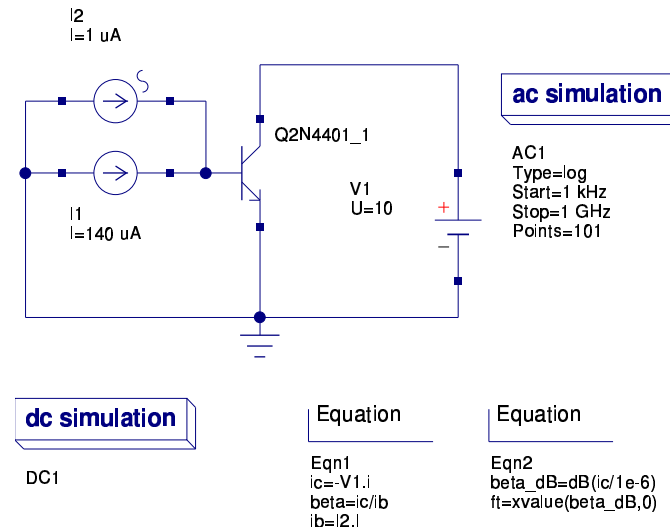 I2
I=1 uA
Q2N4401_1
I1
I=140 uA
V1
U=10
ac simulation
AC1
Type=log
Start=1 kHz
Stop=1 GHz
Points=101
dc simulation
DC1
Equation
Eqn1
ic=-V1.i
beta=ic/ib
ib=I2.I
Equation
Eqn2
beta_dB=dB(ic/1e-6)
ft=xvalue(beta_dB,0)